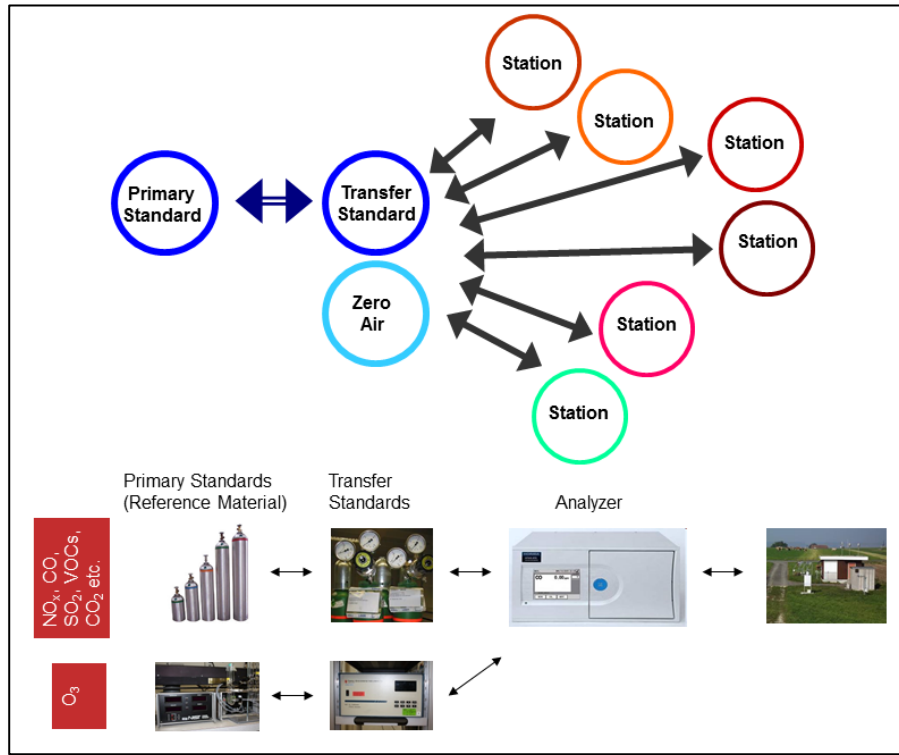 Station
Station
Station
Primary
Standard
Transfer
Standard
Station
Zero
Air
Station
Station
Primary Standards
(Reference Material)
Transfer
Standards
Analyzer
NOₓ, CO,
SO₂, VOCs,
CO₂ etc.
CO
O₃